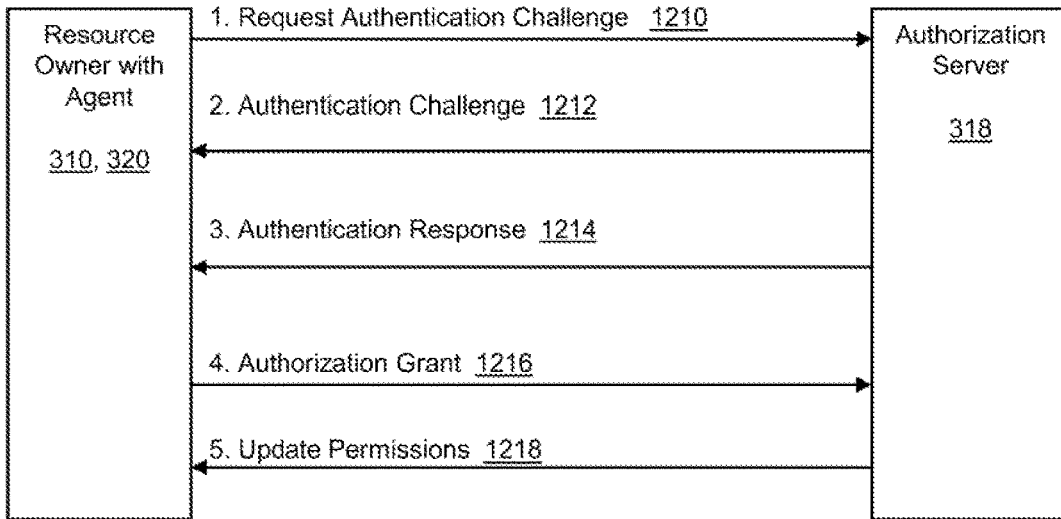 Resource
Owner with
Agent
310, 320
1. Request Authentication Challenge 1210
2. Authentication Challenge 1212
3. Authentication Response 1214
4. Authorization Grant 1216
5. Update Permissions 1218
Authorization
Server
318